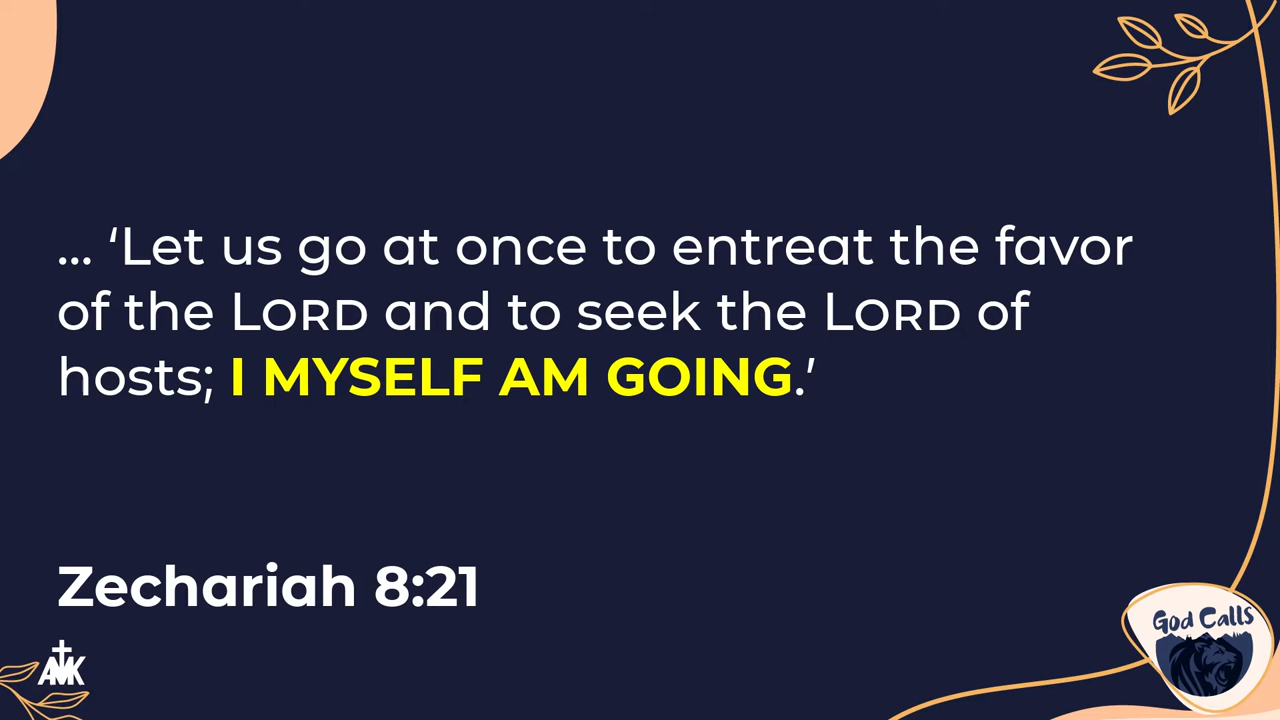 ... ‘Let us go at once to entreat the favor
of the LORD and to seek the LORD of
hosts; I MYSELF AM GOING.’
Zechariah 8:21
AMK
God Calls